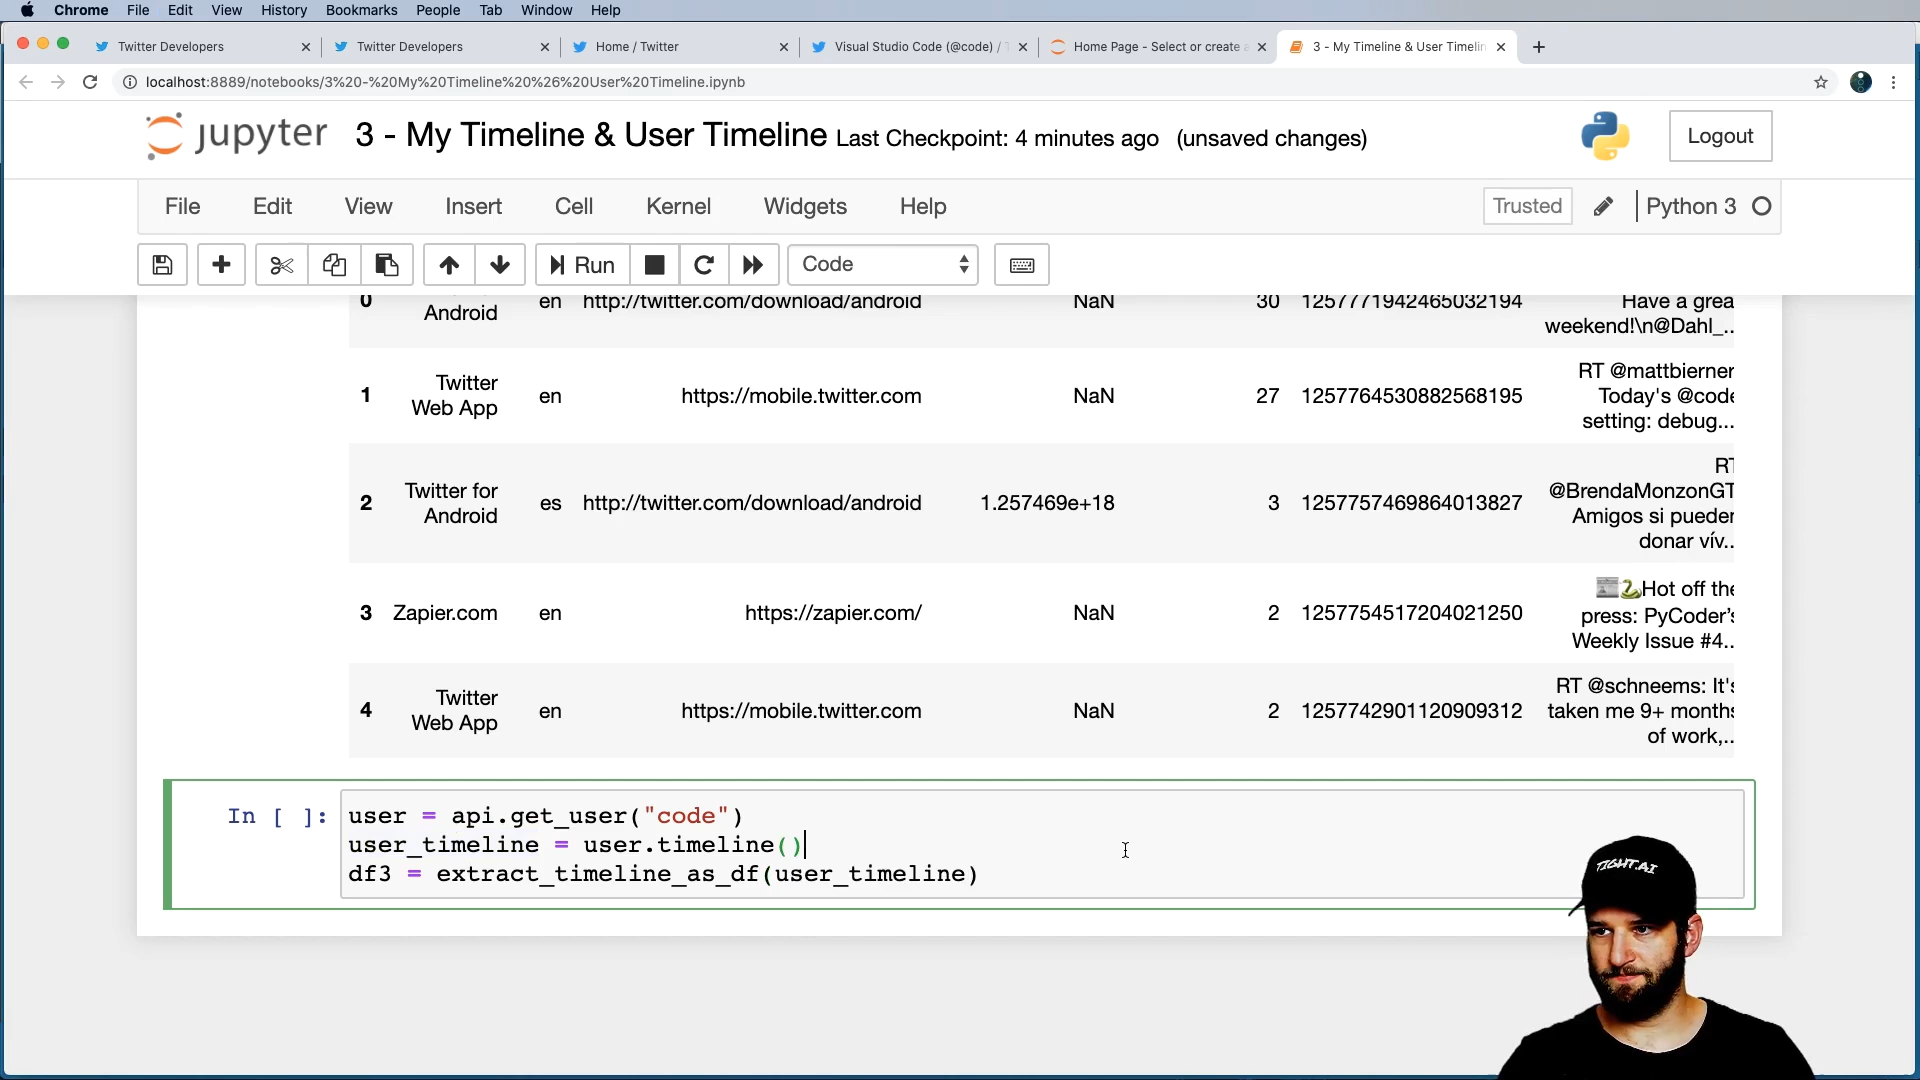 Chrome File Edit View History Bookmarks People Tab Window Help
Twitter Developers
Twitter Developers
Home / Twitter
Visual Studio Code (@code) /
Home Page - Select or create
3 - My Timeline & User Timelin
localhost:8889/notebooks/3%20-%20My%20Timeline%20%26%20User%20Timeline.ipynb
jupyter 3 - My Timeline & User Timeline Last Checkpoint: 4 minutes ago (unsaved changes)
Logout
File Edit View Insert Cell Kernel Widgets Help
Trusted
Python 3
Run
Code
0 Android en http://twitter.com/download/android NaN 30 1257771942465032194 Have a grea
weekend!\n@Dahl_..
1 Twitter Web App en https://mobile.twitter.com NaN 27 1257764530882568195 RT @mattbierner
Today's @code
setting: debug...
2 Twitter for Android es http://twitter.com/download/android 1.257469e+18 3 1257757469864013827 RT
@BrendaMonzonGT
Amigos si pueden
donar vív..
3 Zapier.com en https://zapier.com/ NaN 2 1257754517204021250 📰🐍Hot off the
press: PyCoder's
Weekly Issue #4..
4 Twitter Web App en https://mobile.twitter.com NaN 2 1257742901120909312 RT @schneems: It's
taken me 9+ months
of work,..
In [ ]: user = api.get_user("code")
user_timeline = user.timeline()
df3 = extract_timeline_as_df(user_timeline)
TIGHT.AI